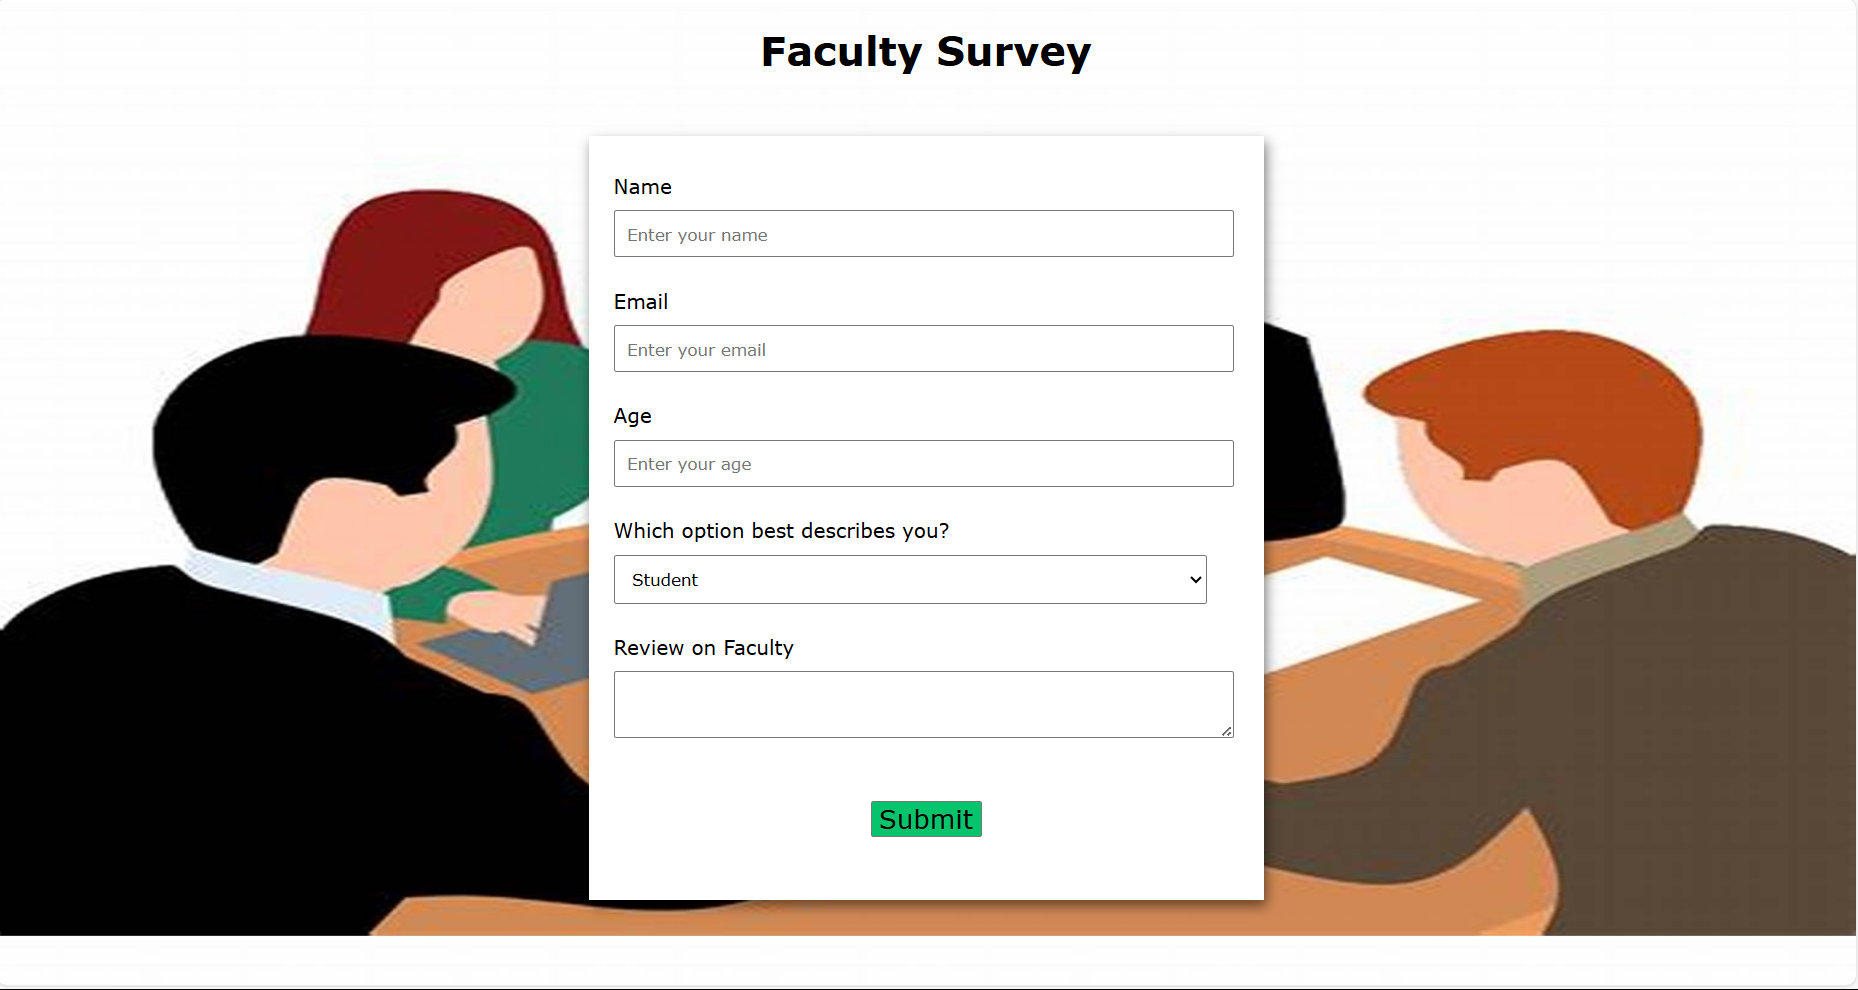 Faculty Survey
Name
Enter your name
Email
Enter your email
Age
Enter your age
Which option best describes you?
Student
Review on Faculty
Submit